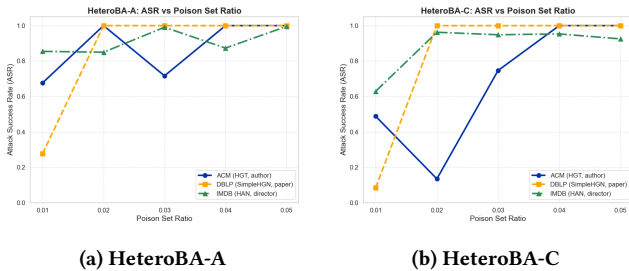 HeteroBA-A: ASR vs Poison Set Ratio
Attack Success Rate (ASR)
1.0
0.8
0.6
0.4
0.2
0.0
0.01 0.02 0.03 0.04 0.05
Poison Set Ratio
ACM (HGT, author)
DBLP (SimpleHGN, paper)
IMDB (HAN, director)
(a) HeteroBA-A
HeteroBA-C: ASR vs Poison Set Ratio
Attack Success Rate (ASR)
1.0
0.8
0.6
0.4
0.2
0.0
0.01 0.02 0.03 0.04 0.05
Poison Set Ratio
ACM (HGT, author)
DBLP (SimpleHGN, paper)
IMDB (HAN, director)
(b) HeteroBA-C